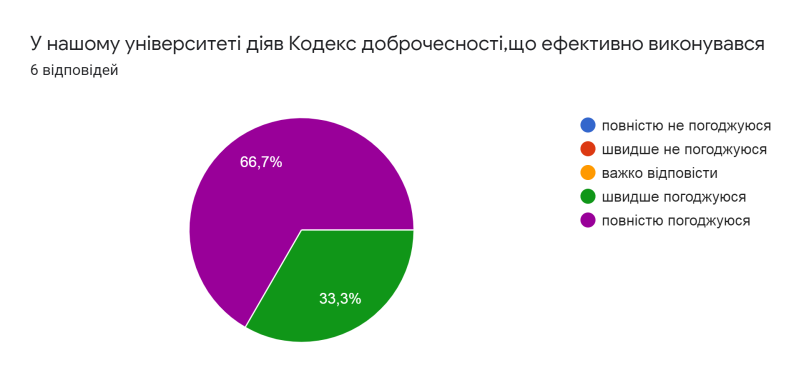 У нашому університеті діяв Кодекс доброчесності,що ефективно виконувався
6 відповідей
66,7%
33,3%
повністю не погоджуюся
швидше не погоджуюся
важко відповісти
швидше погоджуюся
повністю погоджуюся